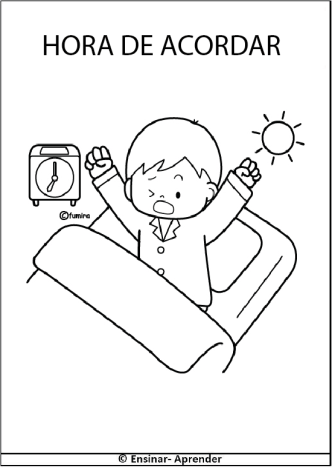 HORA DE ACORDAR
©fumira
© Ensinar- Aprender